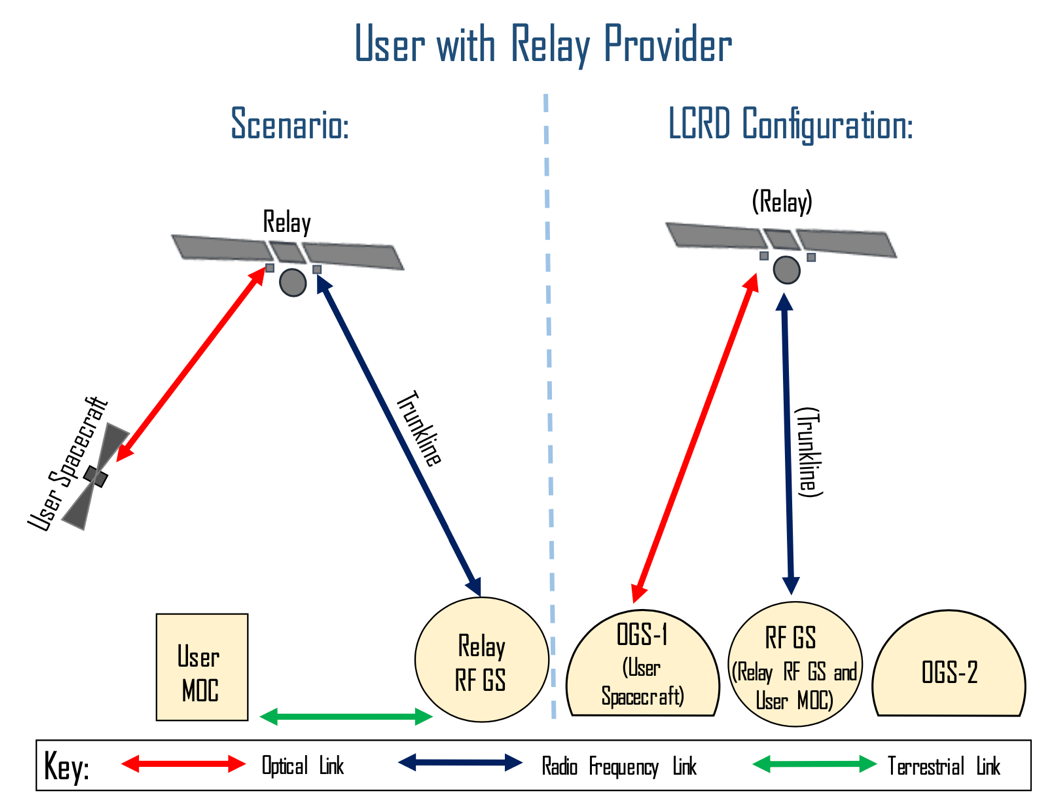 User with Relay Provider
Scenario:
LCRD Configuration:
Relay
(Relay)
User Spacecraft
Trunkline
(Trunkline)
User
MOC
Relay
RF GS
OGS-1
(User
Spacecraft)
RF GS
(Relay RF GS and
User MOC)
OGS-2
Key:
Optical Link
Radio Frequency Link
Terrestrial Link